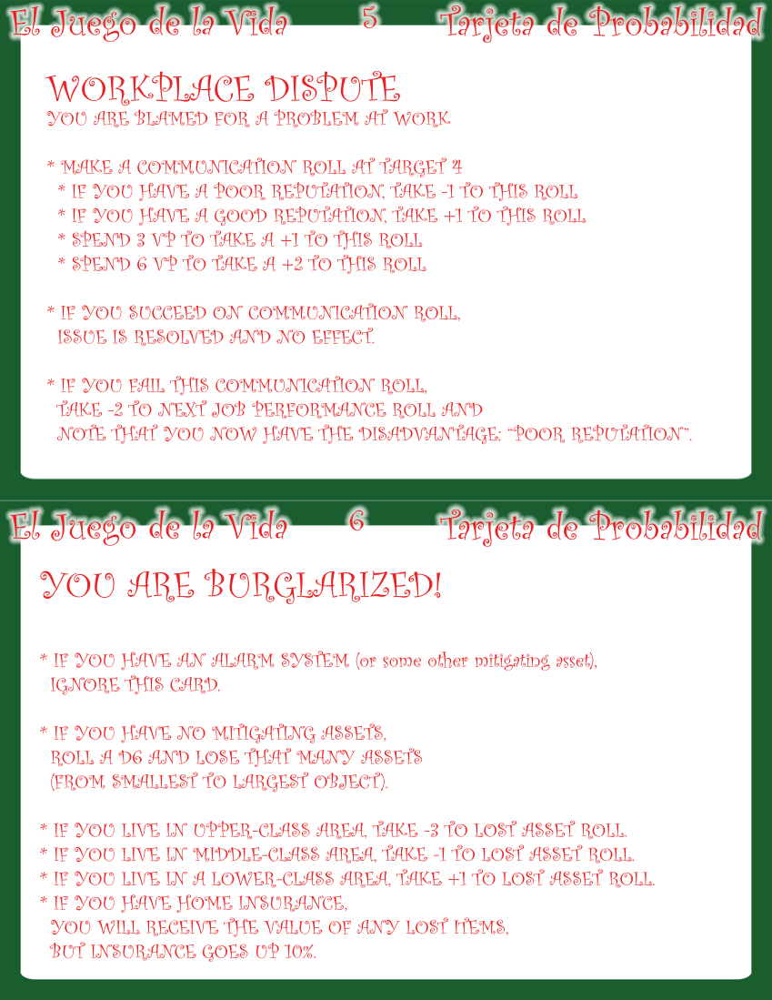 El Juego de la Vida 5 Tarjeta de Probabilidad
WORKPLACE DISPUTE
YOU ARE BLAMED FOR A PROBLEM AT WORK
* MAKE A COMMUNICATION ROLL AT TARGET 4
* IF YOU HAVE A POOR REPUTATION, TAKE -1 TO THIS ROLL
* IF YOU HAVE A GOOD REPUTATION, TAKE +1 TO THIS ROLL
* SPEND 3 VP TO TAKE A +1 TO THIS ROLL
* SPEND 6 VP TO TAKE A +2 TO THIS ROLL
* IF YOU SUCCEED ON COMMUNICATION ROLL,
ISSUE IS RESOLVED AND NO EFFECT.
* IF YOU FAIL THIS COMMUNICATION ROLL,
TAKE -2 TO NEXT JOB PERFORMANCE ROLL AND
NOTE THAT YOU NOW HAVE THE DISADVANTAGE: “POOR REPUTATION”.
El Juego de la Vida 6 Tarjeta de Probabilidad
YOU ARE BURGLARIZED!
* IF YOU HAVE AN ALARM SYSTEM (or some other mitigating asset),
IGNORE THIS CARD.
* IF YOU HAVE NO MITIGATING ASSETS,
ROLL A D6 AND LOSE THAT MANY ASSETS
(FROM SMALLEST TO LARGEST OBJECT).
* IF YOU LIVE IN UPPER-CLASS AREA, TAKE -3 TO LOST ASSET ROLL.
* IF YOU LIVE IN MIDDLE-CLASS AREA, TAKE -1 TO LOST ASSET ROLL.
* IF YOU LIVE IN A LOWER-CLASS AREA, TAKE +1 TO LOST ASSET ROLL.
* IF YOU HAVE HOME INSURANCE,
YOU WILL RECEIVE THE VALUE OF ANY LOST ITEMS,
BUT INSURANCE GOES UP 10%.